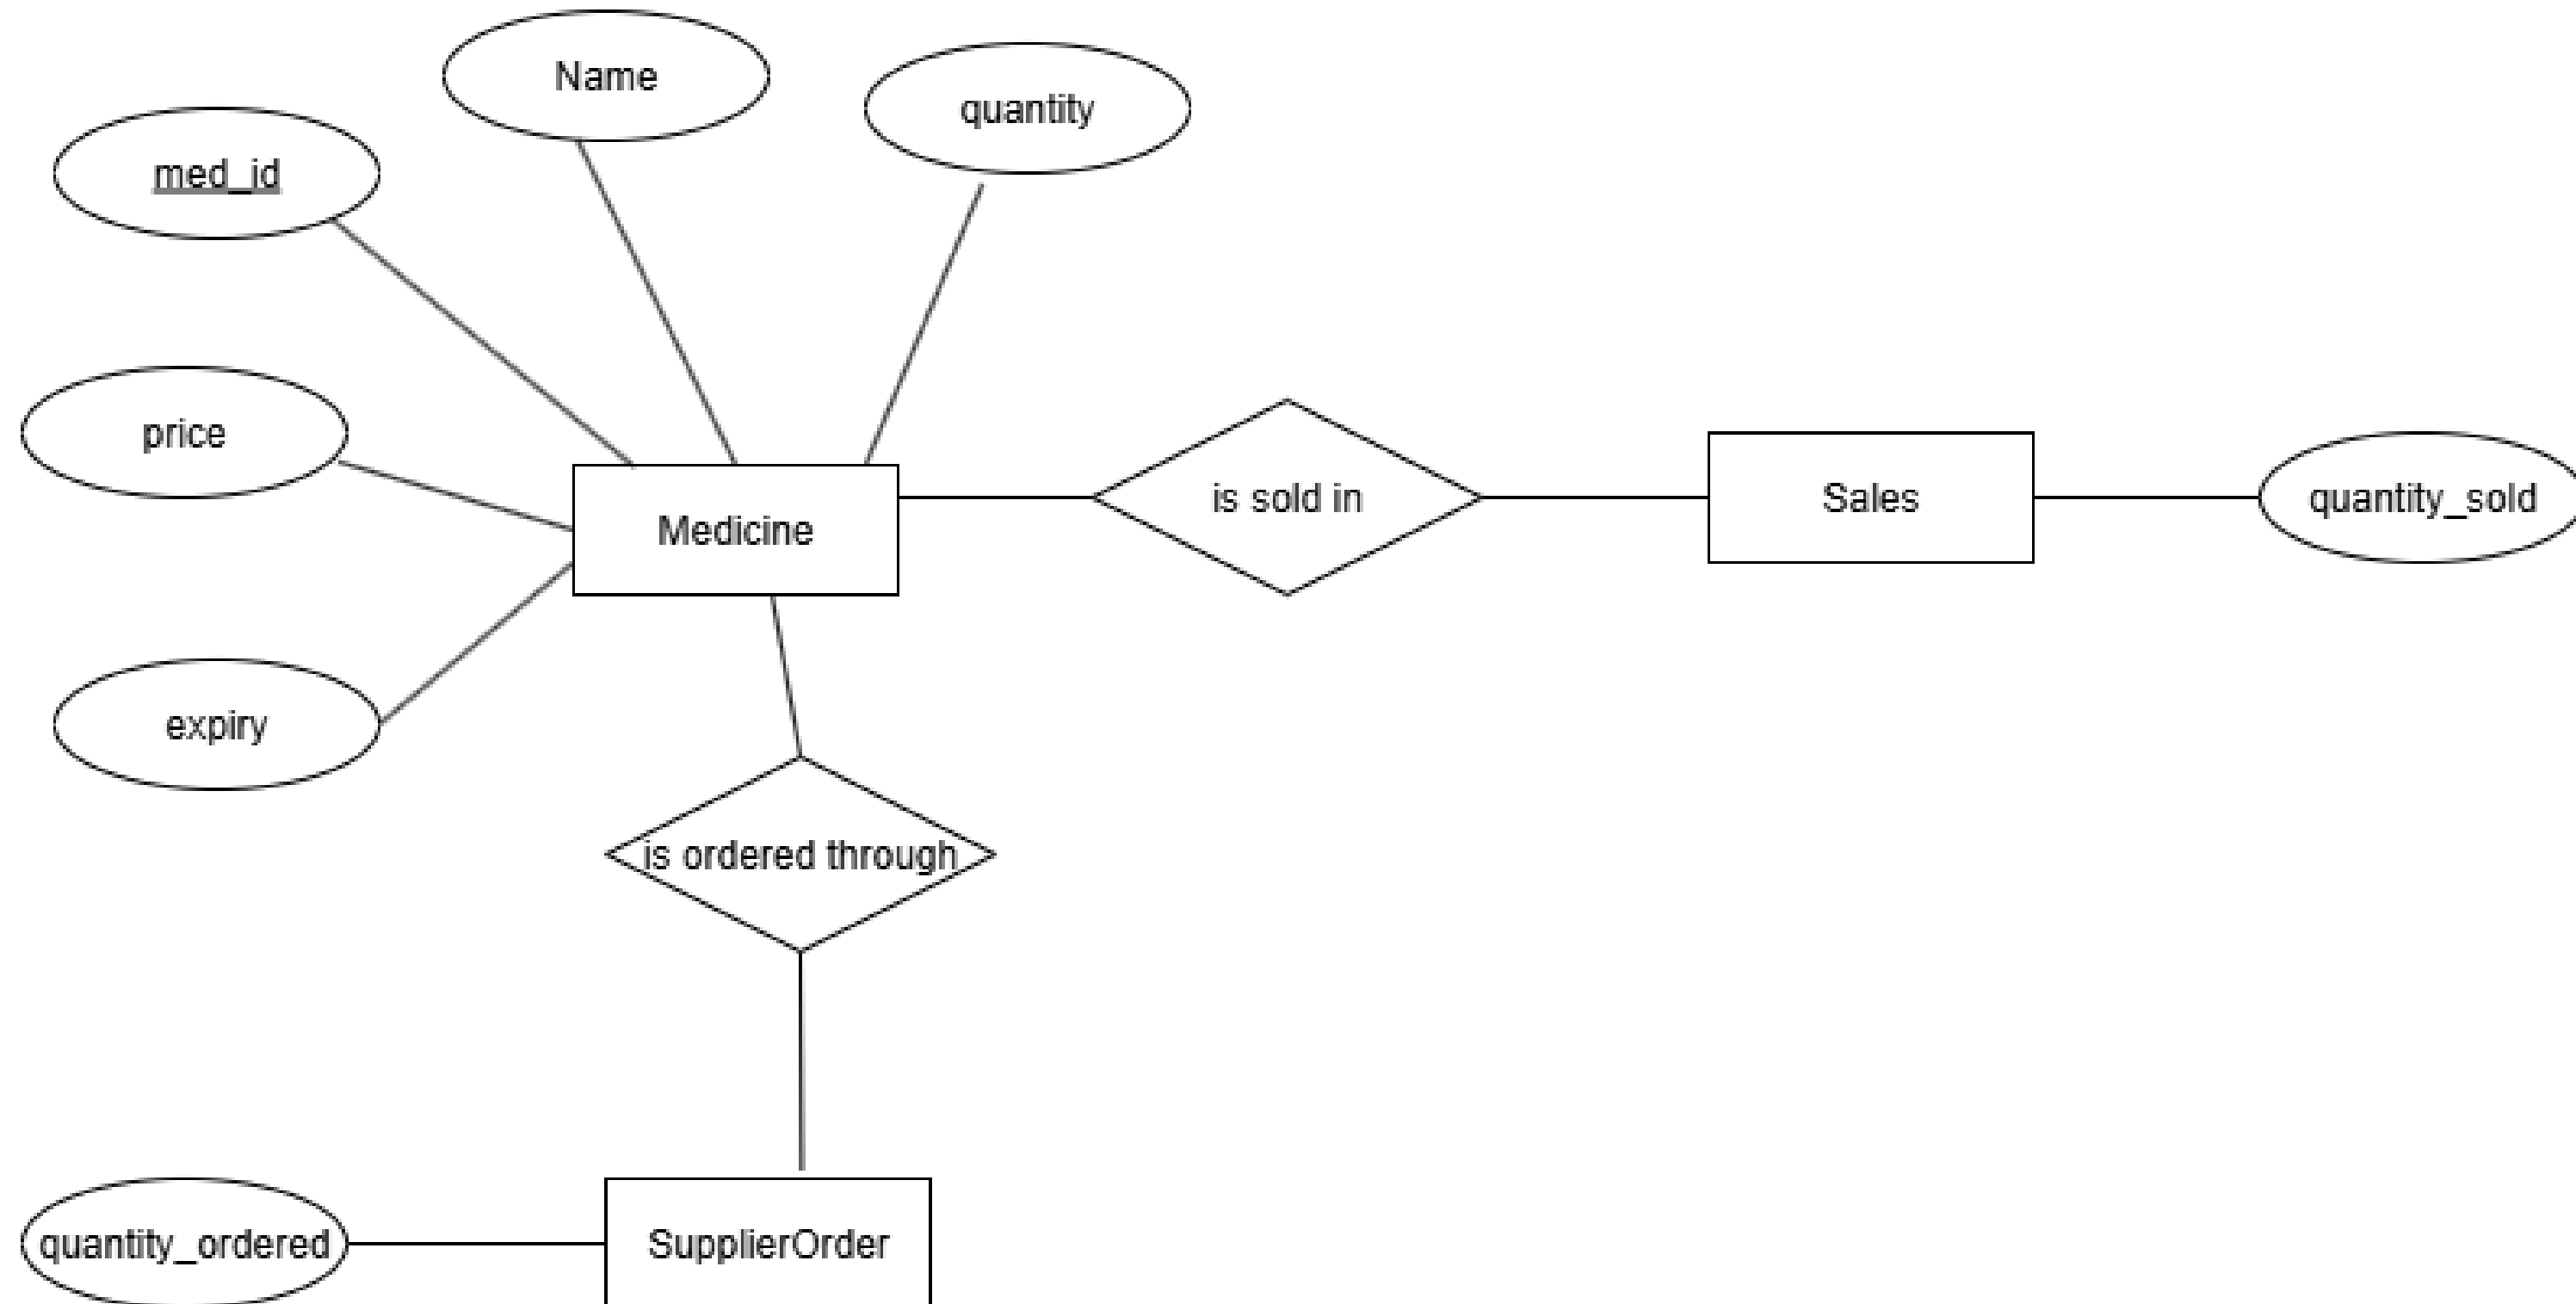 Name
quantity
med_id
price
is sold in
Sales
quantity_sold
Medicine
expiry
is ordered through
quantity_ordered
SupplierOrder